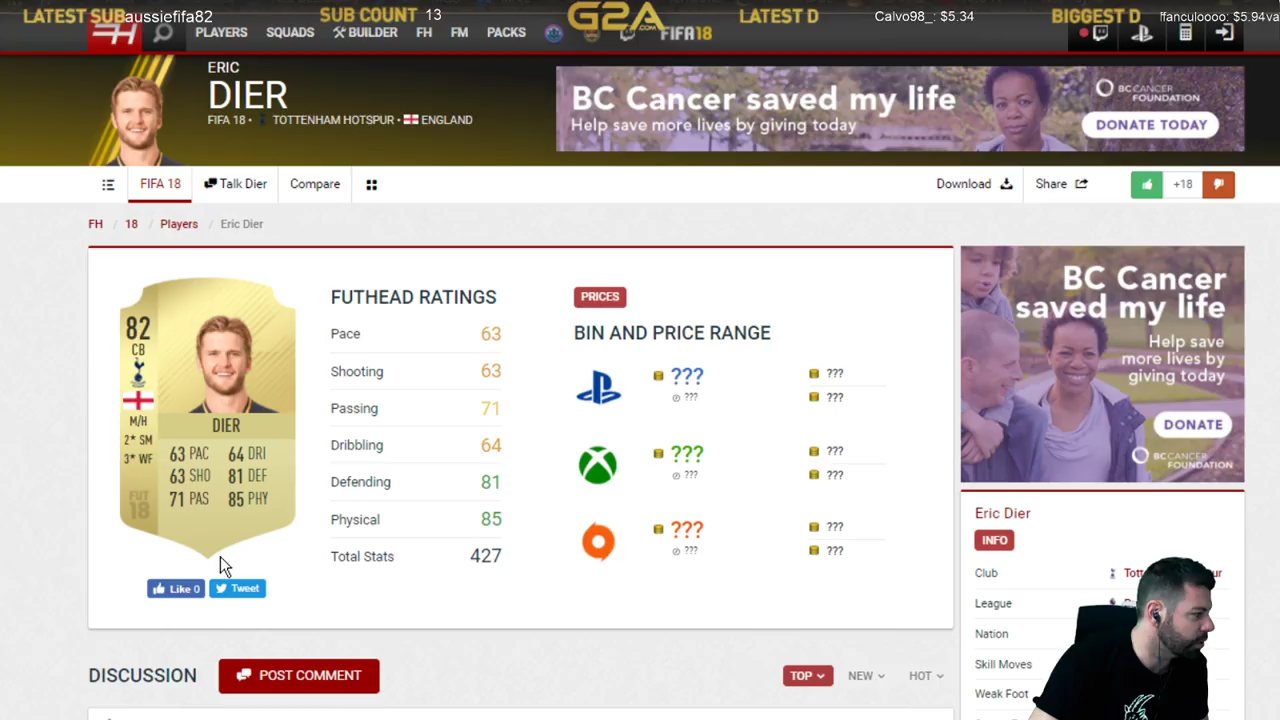 LATEST SUB aussiefifa82
SUB COUNT 13
G2A.COM
LATEST D
Calvo98_: $5.34
BIGGEST D
ffanculoooo: $5.94
PLAYERS SQUADS BUILDER FH FM PACKS FIFA18
ERIC
DIER
FIFA 18 • TOTTENHAM HOTSPUR • ENGLAND
BC Cancer saved my life
Help save more lives by giving today
BC CANCER FOUNDATION
DONATE TODAY
FIFA 18 Talk Dier Compare
Download Share +18
FH / 18 / Players / Eric Dier
82
CB
M/H
2* SM
3* WF
FUT
18
DIER
63 PAC 64 DRI
63 SHO 81 DEF
71 PAS 85 PHY
Like 0 Tweet
FUTHEAD RATINGS
Pace 63
Shooting 63
Passing 71
Dribbling 64
Defending 81
Physical 85
Total Stats 427
PRICES
BIN AND PRICE RANGE
??? ???
??? ???
??? ???
??? ???
??? ???
??? ???
BC Cancer
saved my life
Help save
more lives by
giving today
DONATE
BC CANCER
FOUNDATION
Eric Dier
INFO
Club
League
Nation
Skill Moves
Weak Foot
DISCUSSION POST COMMENT
TOP NEW HOT